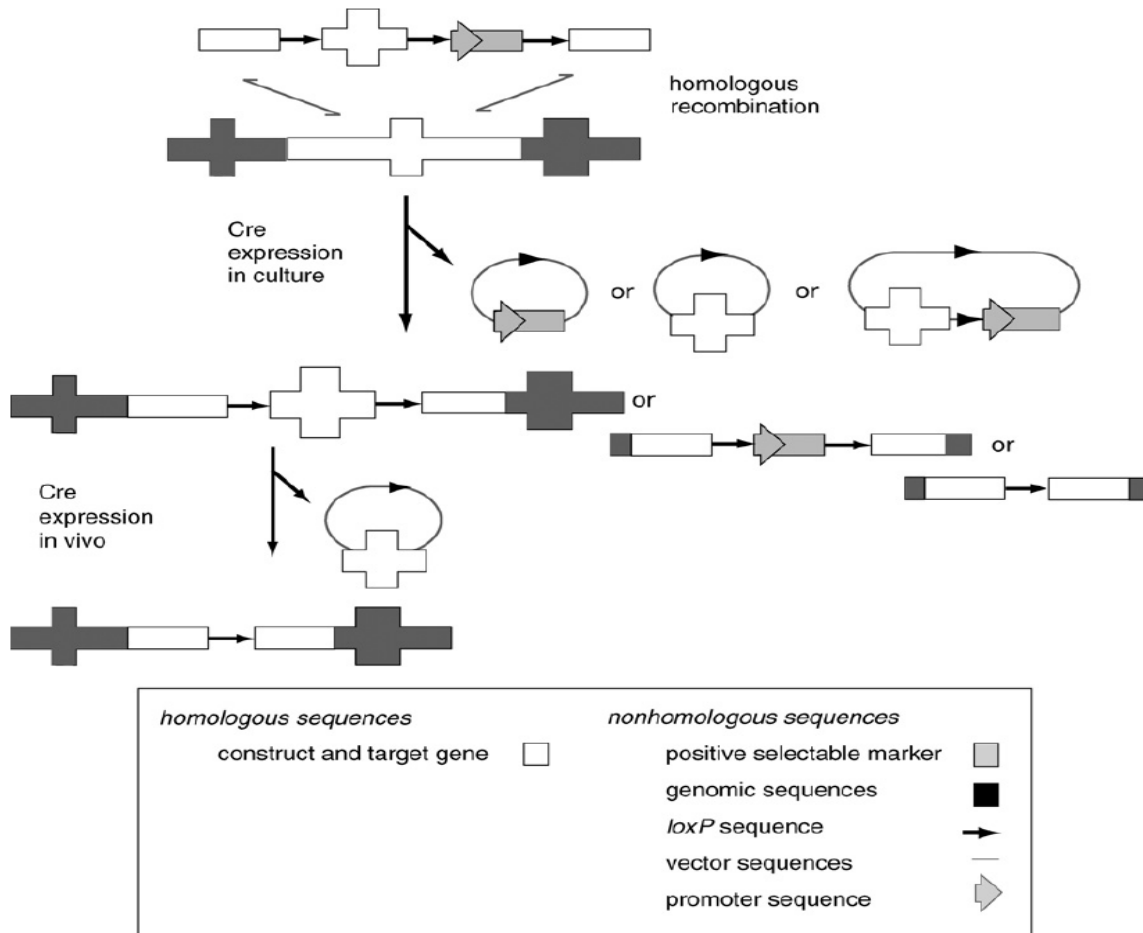 homologous
recombination
Cre
expression
in culture
or
or
or
or
Cre
expression
in vivo
homologous sequences
construct and target gene
nonhomologous sequences
positive selectable marker
genomic sequences
loxP sequence
vector sequences
promoter sequence